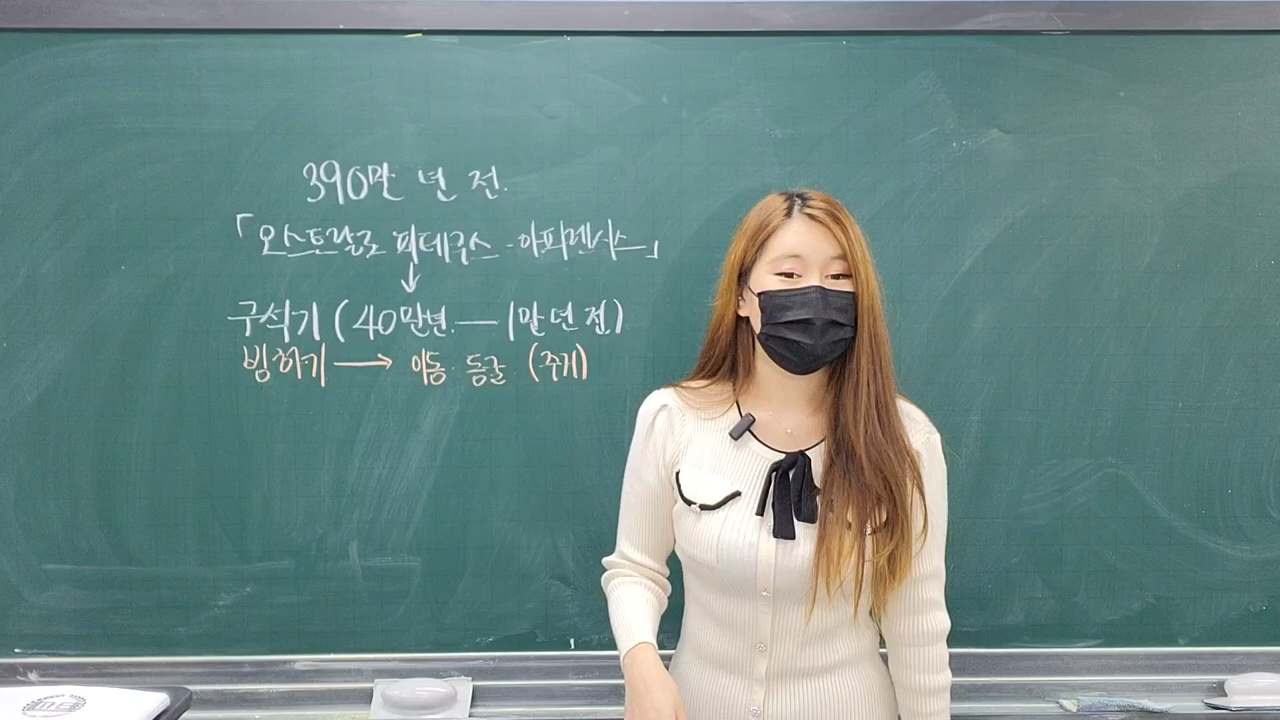 390만 년 전.
「오스트랄로 피테쿠스 - 아파렌시스」
↓
구석기 (40만년. — 1만 년 전)
빙하기 → 이동. 동굴 (주거)